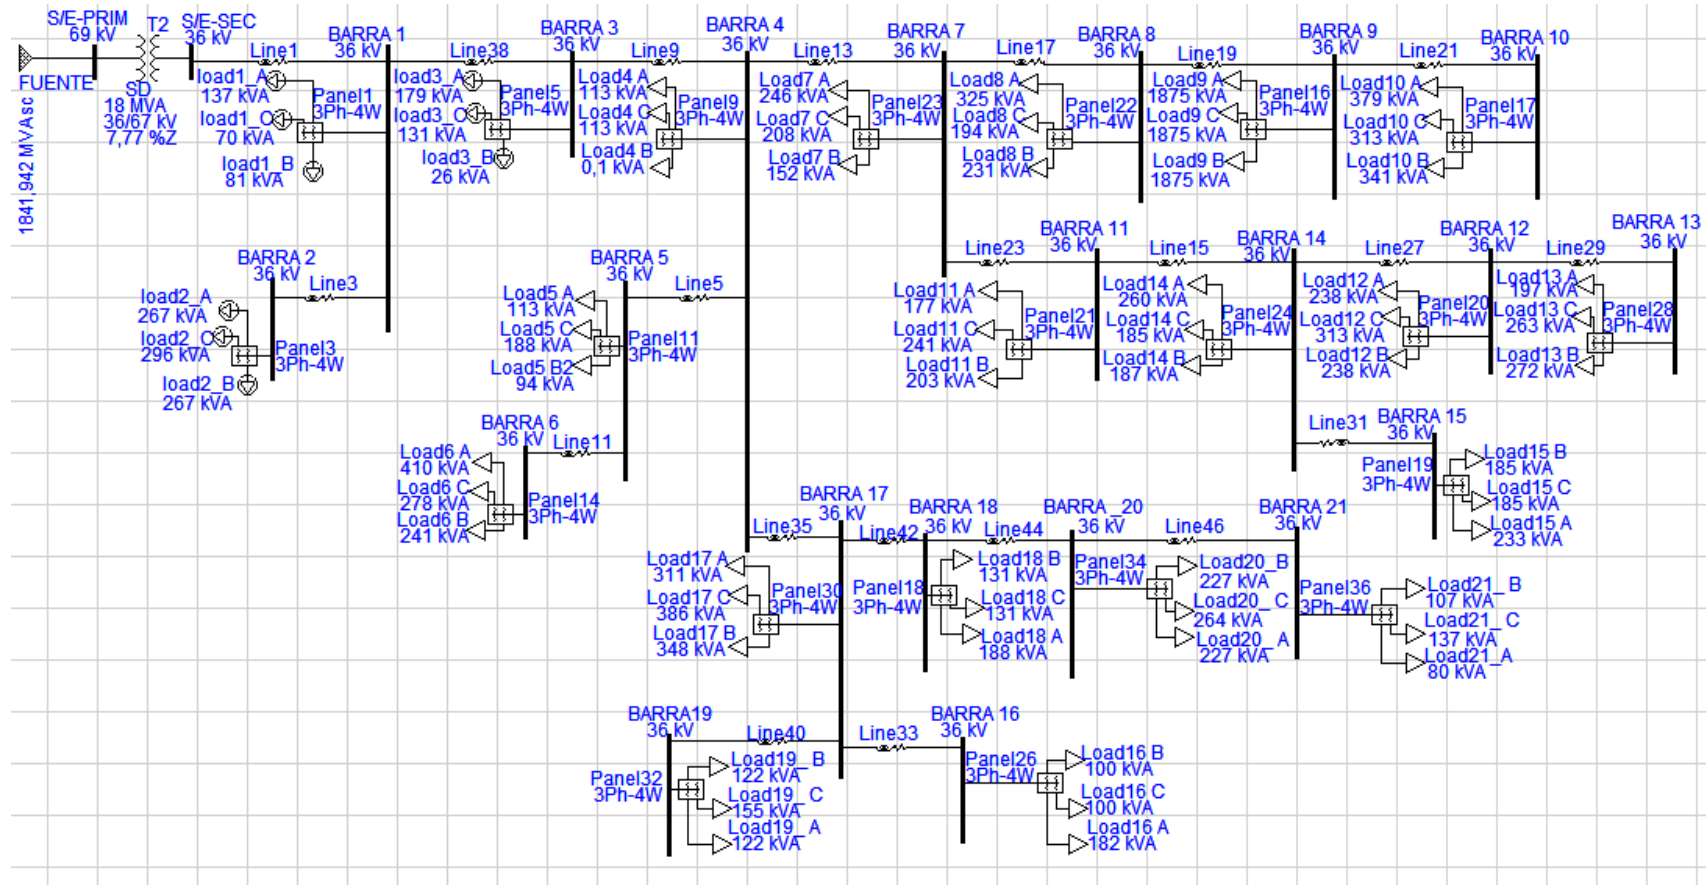 S/E-PRIM
69 kV
T2
S/E-SEC
36 kV
FUENTE
1841,942 MVAsc
SD
18 MVA
36/67 kV
7,77 %Z
Line1
BARRA 1
36 kV
load1_A
137 kVA
load1_C
70 kVA
load1_B
81 kVA
Panel1
3Ph-4W
Line38
BARRA 3
36 kV
load3_A
179 kVA
load3_C
131 kVA
load3_B
26 kVA
Panel5
3Ph-4W
Line9
BARRA 4
36 kV
Load4 A
113 kVA
Load4 C
113 kVA
Load4 B
0,1 kVA
Panel9
3Ph-4W
Line13
BARRA 7
36 kV
Load7 A
246 kVA
Load7 C
208 kVA
Load7 B
152 kVA
Panel23
3Ph-4W
Line17
BARRA 8
36 kV
Load8 A
325 kVA
Load8 C
194 kVA
Load8 B
231 kVA
Panel22
3Ph-4W
Line19
BARRA 9
36 kV
Load9 A
1875 kVA
Load9 C
1875 kVA
Load9 B
1875 kVA
Panel16
3Ph-4W
Line21
BARRA 10
36 kV
Load10 A
379 kVA
Load10 C
313 kVA
Load10 B
341 kVA
Panel17
3Ph-4W
BARRA 2
36 kV
Line3
load2_A
267 kVA
load2_C
296 kVA
load2_B
267 kVA
Panel3
3Ph-4W
BARRA 5
36 kV
Line5
Load5 A
113 kVA
Load5 C
188 kVA
Load5 B2
94 kVA
Panel11
3Ph-4W
Line23
BARRA 11
36 kV
Load11 A
177 kVA
Load11 C
241 kVA
Load11 B
203 kVA
Panel21
3Ph-4W
Line15
BARRA 14
36 kV
Load14 A
260 kVA
Load14 C
185 kVA
Load14 B
187 kVA
Panel24
3Ph-4W
Line27
BARRA 12
36 kV
Load12 A
238 kVA
Load12 C
313 kVA
Load12 B
238 kVA
Panel20
3Ph-4W
Line29
BARRA 13
36 kV
Load13 A
197 kVA
Load13 C
263 kVA
Load13 B
272 kVA
Panel28
3Ph-4W
BARRA 6
36 kV
Line11
Load6 A
410 kVA
Load6 C
278 kVA
Load6 B
241 kVA
Panel14
3Ph-4W
Line31
BARRA 15
36 kV
Panel19
3Ph-4W
Load15 B
185 kVA
Load15 C
185 kVA
Load15 A
233 kVA
Line35
BARRA 17
36 kV
Load17 A
311 kVA
Load17 C
386 kVA
Load17 B
348 kVA
Panel30
3Ph-4W
Line42
BARRA 18
36 kV
Panel18
3Ph-4W
Load18 B
131 kVA
Load18 C
131 kVA
Load18 A
188 kVA
Line44
BARRA _20
36 kV
Panel34
3Ph-4W
Load20_B
227 kVA
Load20_ C
264 kVA
Load20_ A
227 kVA
Line46
BARRA 21
36 kV
Panel36
3Ph-4W
Load21_ B
107 kVA
Load21_ C
137 kVA
Load21_A
80 kVA
BARRA19
36 kV
Line40
Panel32
3Ph-4W
Load19_ B
122 kVA
Load19_ C
155 kVA
Load19_ A
122 kVA
Line33
BARRA 16
36 kV
Panel26
3Ph-4W
Load16 B
100 kVA
Load16 C
100 kVA
Load16 A
182 kVA